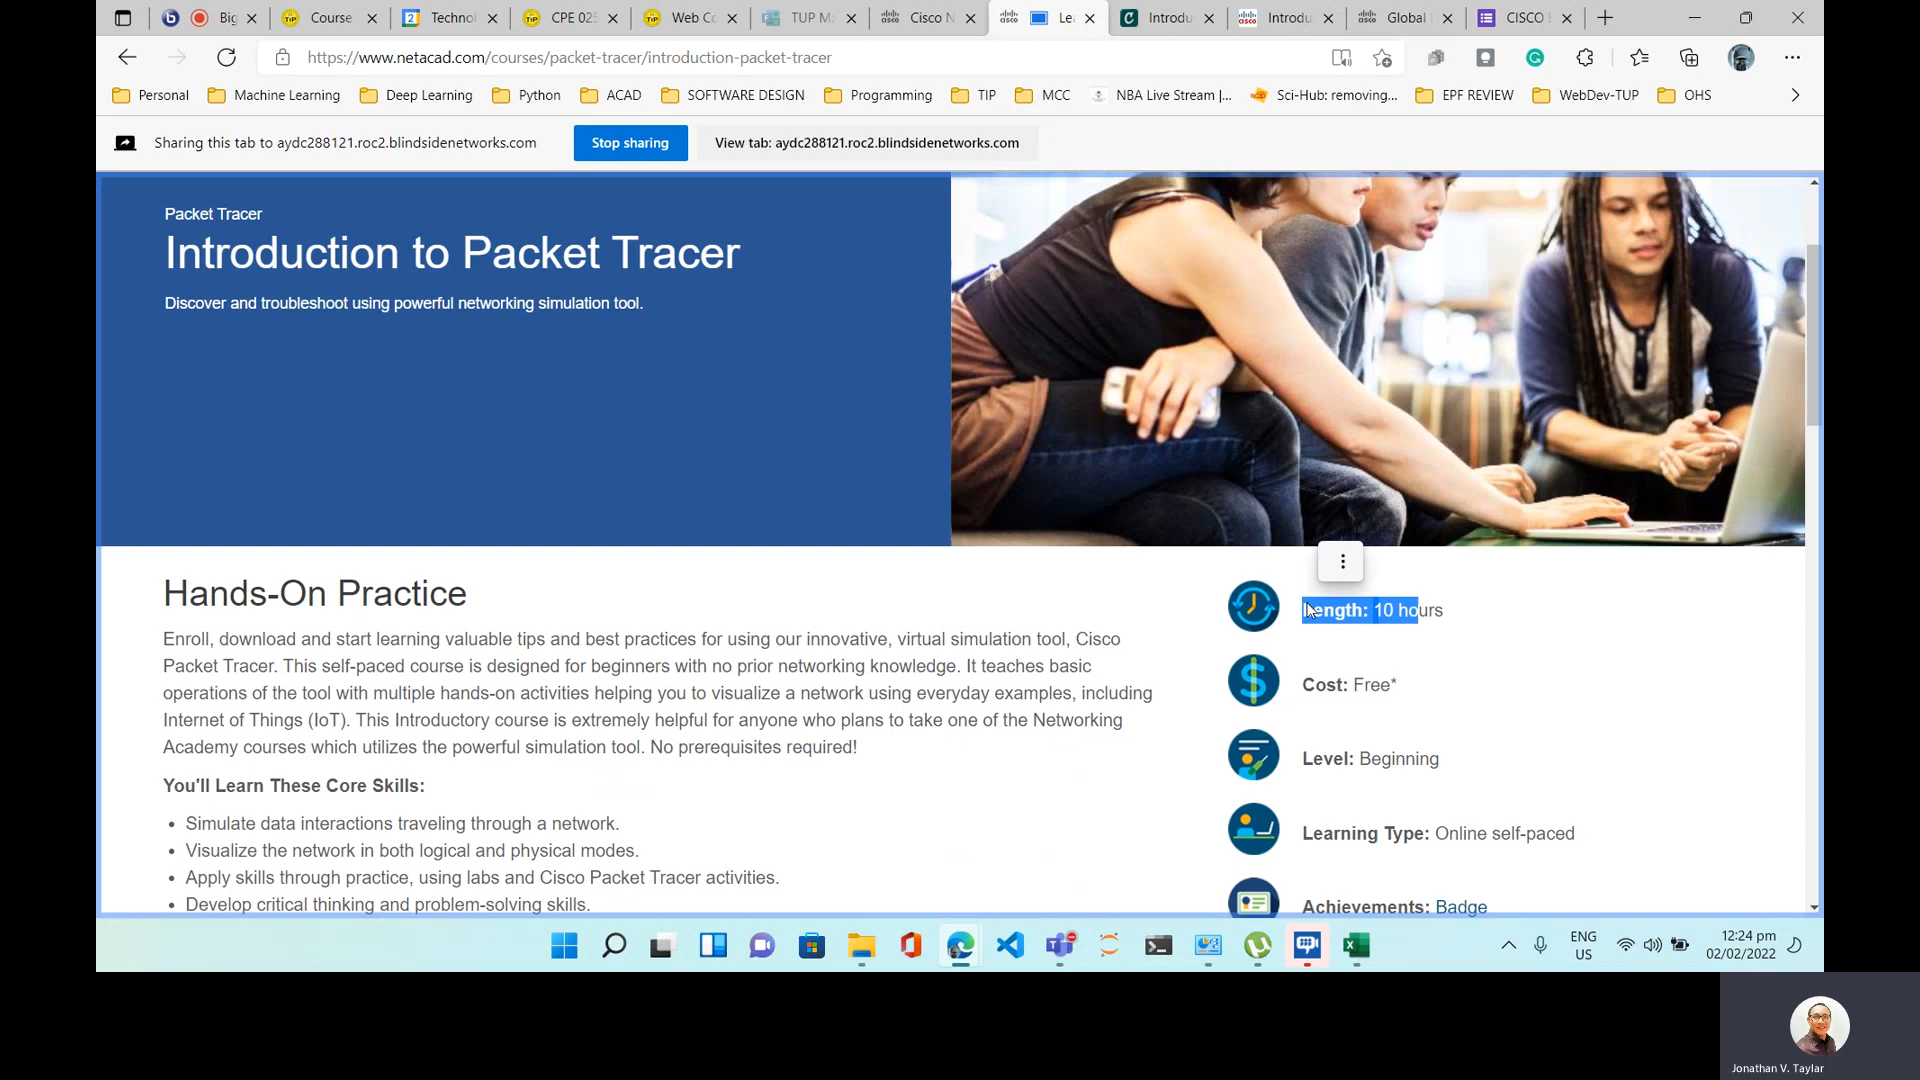 Big
Course
Technol
CPE 025
Web Co
TUP Ma
Cisco N
Le
Introdu
Introdu
Global
CISCO
https://www.netacad.com/courses/packet-tracer/introduction-packet-tracer
Personal
Machine Learning
Deep Learning
Python
ACAD
SOFTWARE DESIGN
Programming
TIP
MCC
NBA Live Stream |...
Sci-Hub: removing...
EPF REVIEW
WebDev-TUP
OHS
Sharing this tab to aydc288121.roc2.blindsidenetworks.com
Stop sharing
View tab: aydc288121.roc2.blindsidenetworks.com
Packet Tracer
Introduction to Packet Tracer
Discover and troubleshoot using powerful networking simulation tool.
Hands-On Practice
Enroll, download and start learning valuable tips and best practices for using our innovative, virtual simulation tool, Cisco
Packet Tracer. This self-paced course is designed for beginners with no prior networking knowledge. It teaches basic
operations of the tool with multiple hands-on activities helping you to visualize a network using everyday examples, including
Internet of Things (IoT). This Introductory course is extremely helpful for anyone who plans to take one of the Networking
Academy courses which utilizes the powerful simulation tool. No prerequisites required!
You'll Learn These Core Skills:
• Simulate data interactions traveling through a network.
• Visualize the network in both logical and physical modes.
• Apply skills through practice, using labs and Cisco Packet Tracer activities.
• Develop critical thinking and problem-solving skills.
Length: 10 hours
Cost: Free*
Level: Beginning
Learning Type: Online self-paced
Achievements: Badge
ENG
US
12:24 pm
02/02/2022
Jonathan V. Taylar